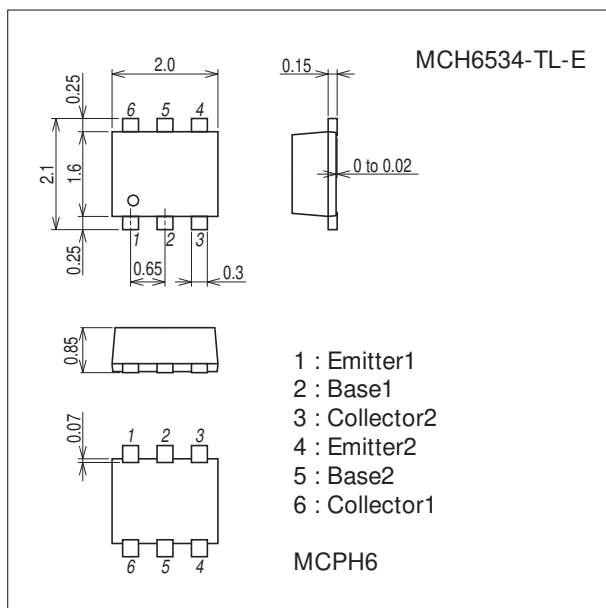 MCH6534-TL-E
2.0
0.15
0.25
6 5 4
2.1
1.6
0 to 0.02
0.25
1 2 3
0.65
0.3
0.85
1 : Emitter1
2 : Base1
3 : Collector2
4 : Emitter2
5 : Base2
6 : Collector1
0.07
1 2 3
6 5 4
MCPH6